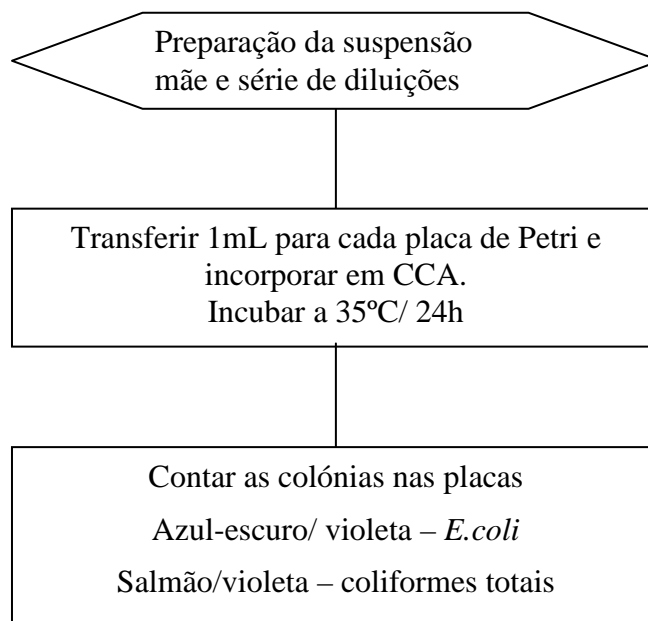 Preparação da suspensão
mãe e série de diluições
Transferir 1mL para cada placa de Petri e
incorporar em CCA.
Incubar a 35ºC/ 24h
Contar as colónias nas placas
Azul-escuro/ violeta – E.coli
Salmão/violeta – coliformes totais